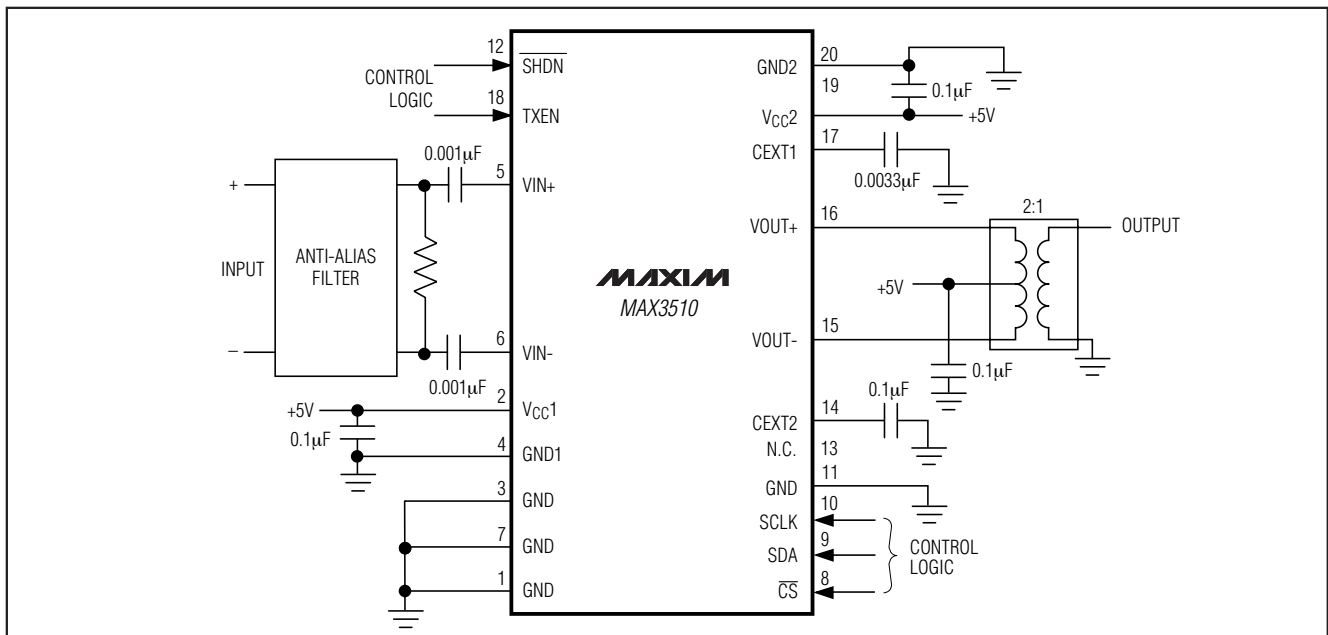 CONTROL
LOGIC
12
SHDN
18
TXEN
0.001µF
5
VIN+
+
INPUT
−
ANTI-ALIAS
FILTER
6
VIN-
0.001µF
+5V
2
VCC1
0.1µF
4
GND1
3
GND
7
GND
1
GND
MAXIM
MAX3510
GND2
20
19
0.1µF
VCC2
+5V
CEXT1
17
0.0033µF
2:1
VOUT+
16
OUTPUT
+5V
VOUT-
15
0.1µF
0.1µF
CEXT2
14
N.C.
13
GND
11
SCLK
10
SDA
9
CS
8
CONTROL
LOGIC